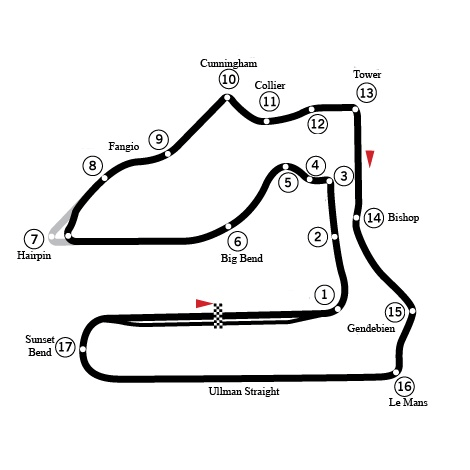 Cunningham
10
Tower
Collier
13
11
12
Fangio
9
8
4
3
5
14 Bishop
7
Hairpin
6
2
Big Bend
1
15
Gendebien
Sunset
Bend
17
16
Ullman Straight
Le Mans